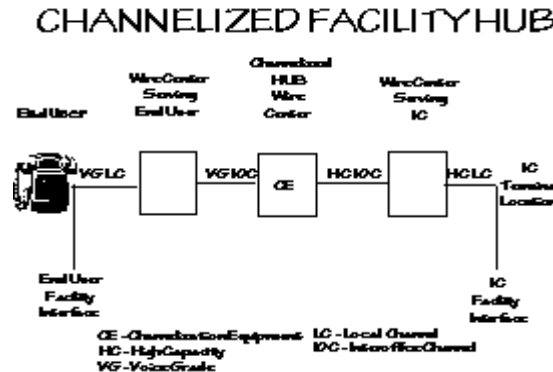 CHANNELIZED FACILITY HUB
End User
Wire Center
Serving
End User
Channelized
HUB
Wire
Center
Wire Center
Serving
IC
VG LC
VG IOC
CE
HC IOC
HC LC
IC
Termina
Location
End User
Facility
Interface
IC
Facility
Interface
CE - Channelization Equipment
HC - High Capacity
VG - Voice Grade
LC - Local Channel
IOC - Interoffice Channel